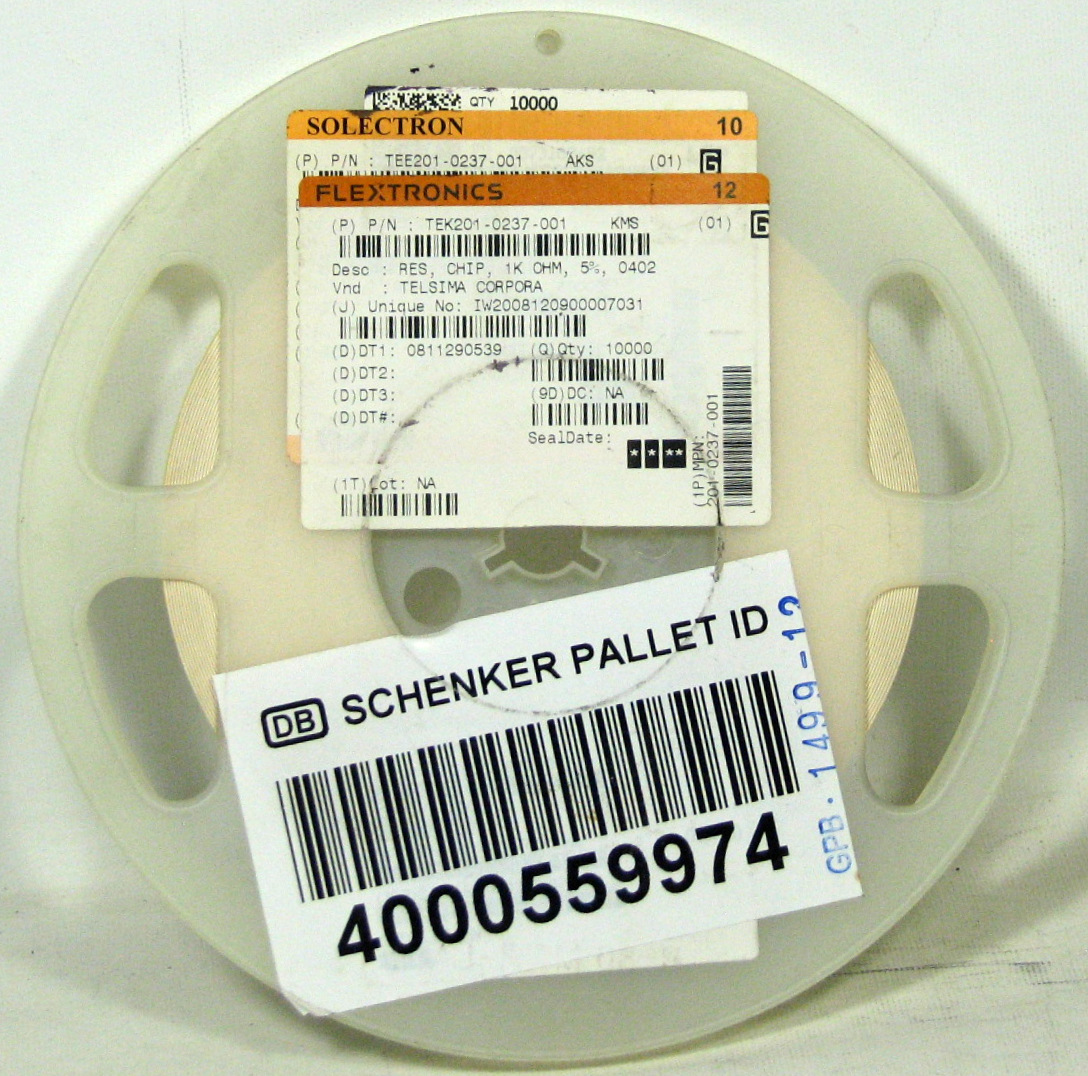 QTY 10000
SOLECTRON 10
(P) P/N : TEE201-0237-001 AKS (01) G
FLEXTRONICS 12
(P) P/N : TEK201-0237-001 KMS (01) G
Desc : RES, CHIP, 1K OHM, 5%, 0402
Vnd : TELSIMA CORPORA
(J) Unique No: IW2008120900007031
(D)DT1: 0811290539 (Q)Qty: 10000
(D)DT2:
(D)DT3: (9D)DC: NA
(D)DT#:
SealDate:
* * **
(1T)Lot: NA
(1P)MPN:
201-0237-001
DB SCHENKER PALLET ID
4000559974
GPB. 1499-12